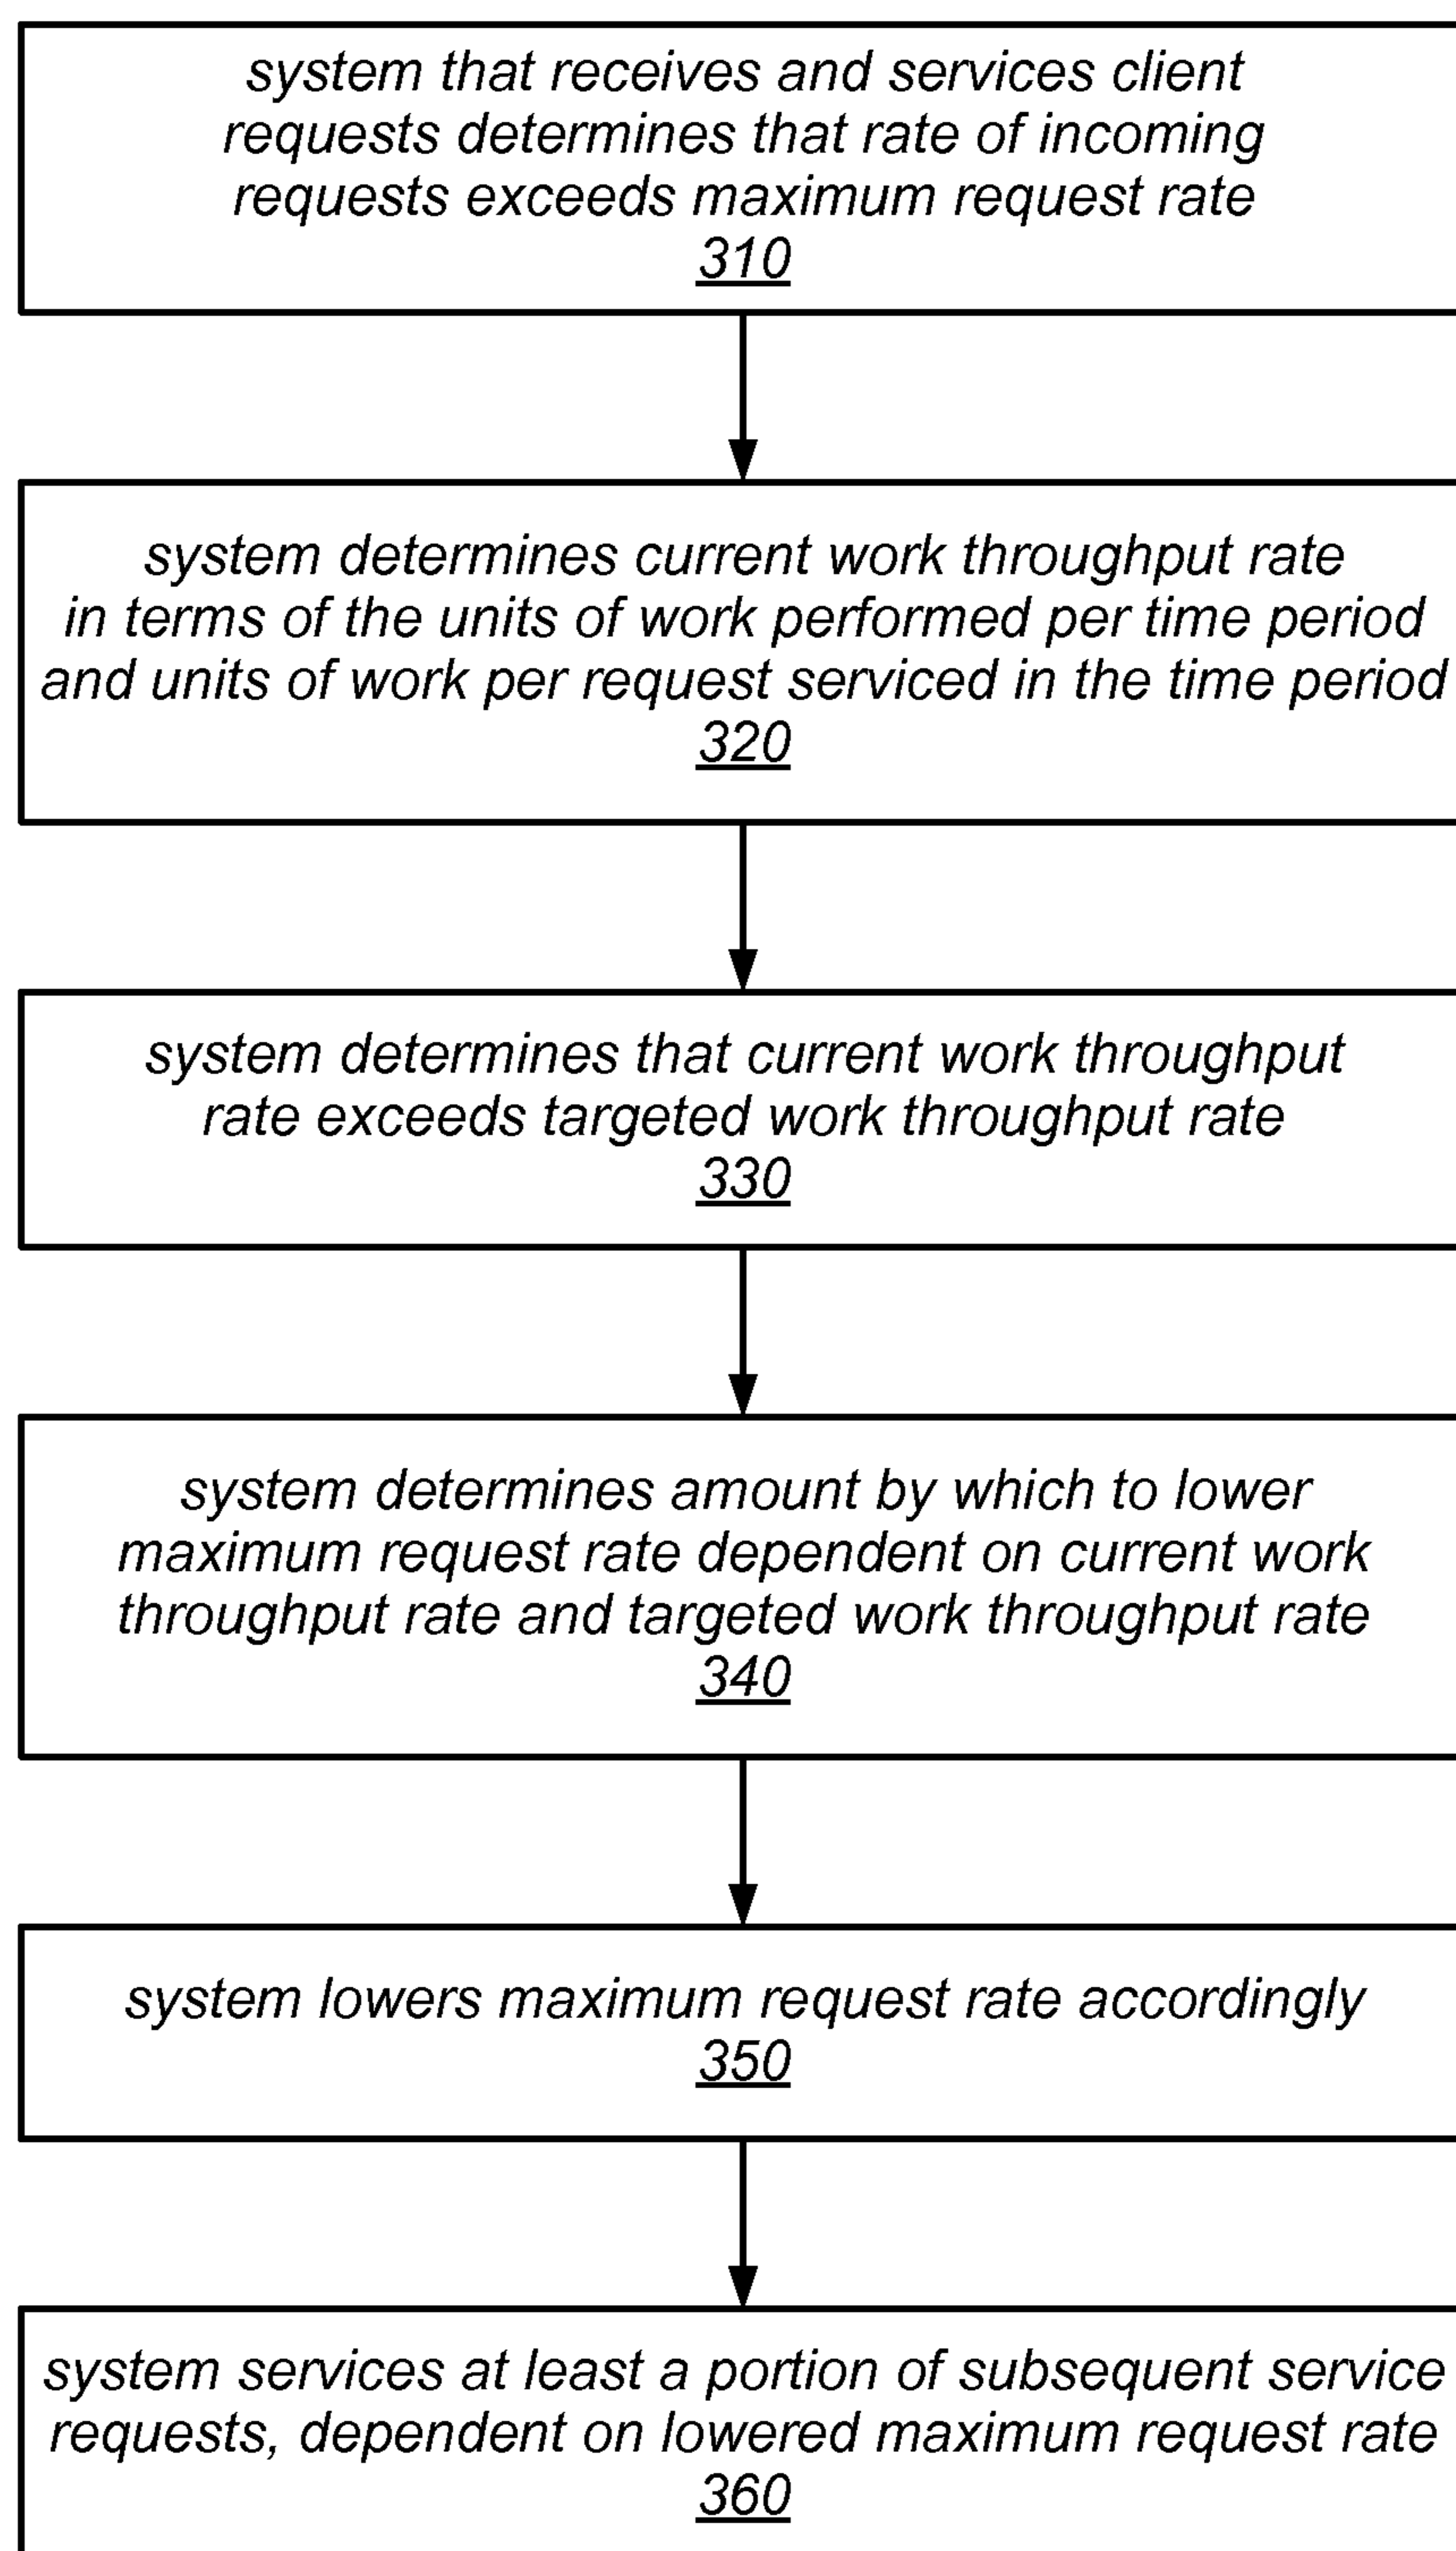 system that receives and services client
requests determines that rate of incoming
requests exceeds maximum request rate
310
system determines current work throughput rate
in terms of the units of work performed per time period
and units of work per request serviced in the time period
320
system determines that current work throughput
rate exceeds targeted work throughput rate
330
system determines amount by which to lower
maximum request rate dependent on current work
throughput rate and targeted work throughput rate
340
system lowers maximum request rate accordingly
350
system services at least a portion of subsequent service
requests, dependent on lowered maximum request rate
360